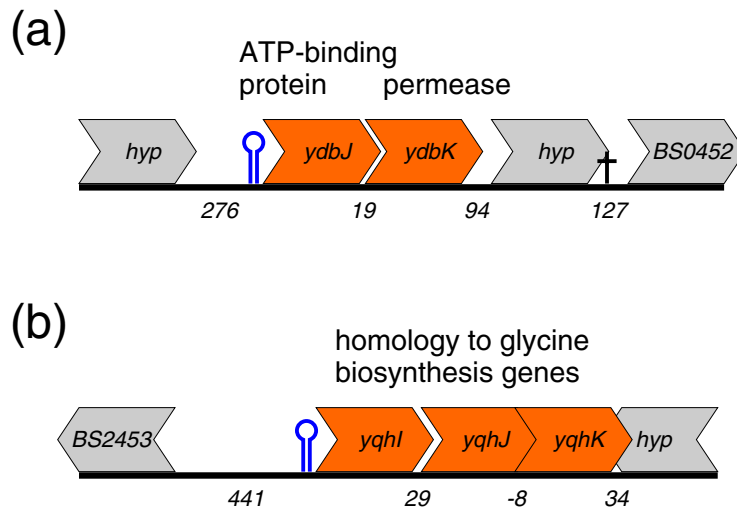 (a)
ATP-binding
protein permease
hyp ydbJ ydbK hyp BS0452
276 19 94 127
(b)
homology to glycine
biosynthesis genes
BS2453 yqhI yqhJ yqhK hyp
441 29 -8 34